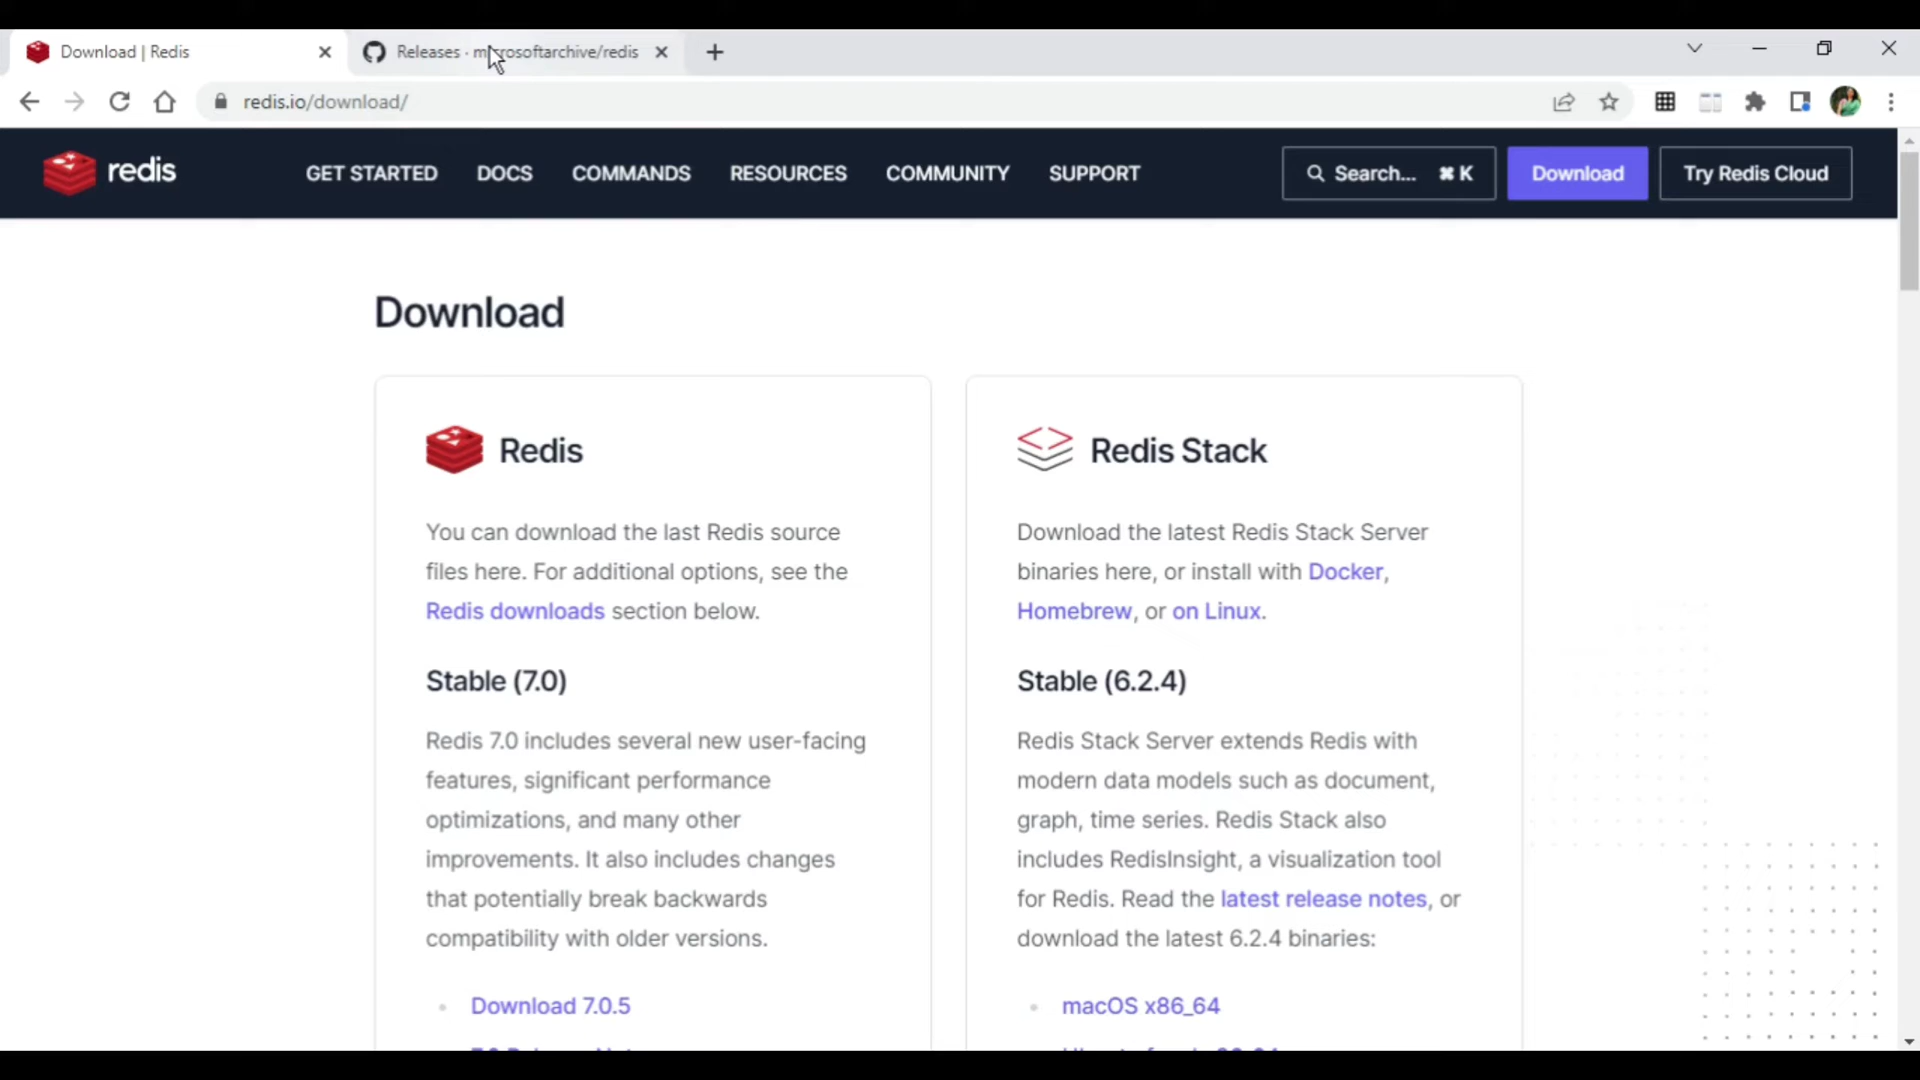 Download | Redis
Releases · microsoftarchive/redis
redis.io/download/
redis
GET STARTED
DOCS
COMMANDS
RESOURCES
COMMUNITY
SUPPORT
Search... ⌘ K
Download
Try Redis Cloud
Download
Redis
You can download the last Redis source
files here. For additional options, see the
Redis downloads section below.
Stable (7.0)
Redis 7.0 includes several new user-facing
features, significant performance
optimizations, and many other
improvements. It also includes changes
that potentially break backwards
compatibility with older versions.
Download 7.0.5
Redis Stack
Download the latest Redis Stack Server
binaries here, or install with Docker,
Homebrew, or on Linux.
Stable (6.2.4)
Redis Stack Server extends Redis with
modern data models such as document,
graph, time series. Redis Stack also
includes RedisInsight, a visualization tool
for Redis. Read the latest release notes, or
download the latest 6.2.4 binaries:
macOS x86_64